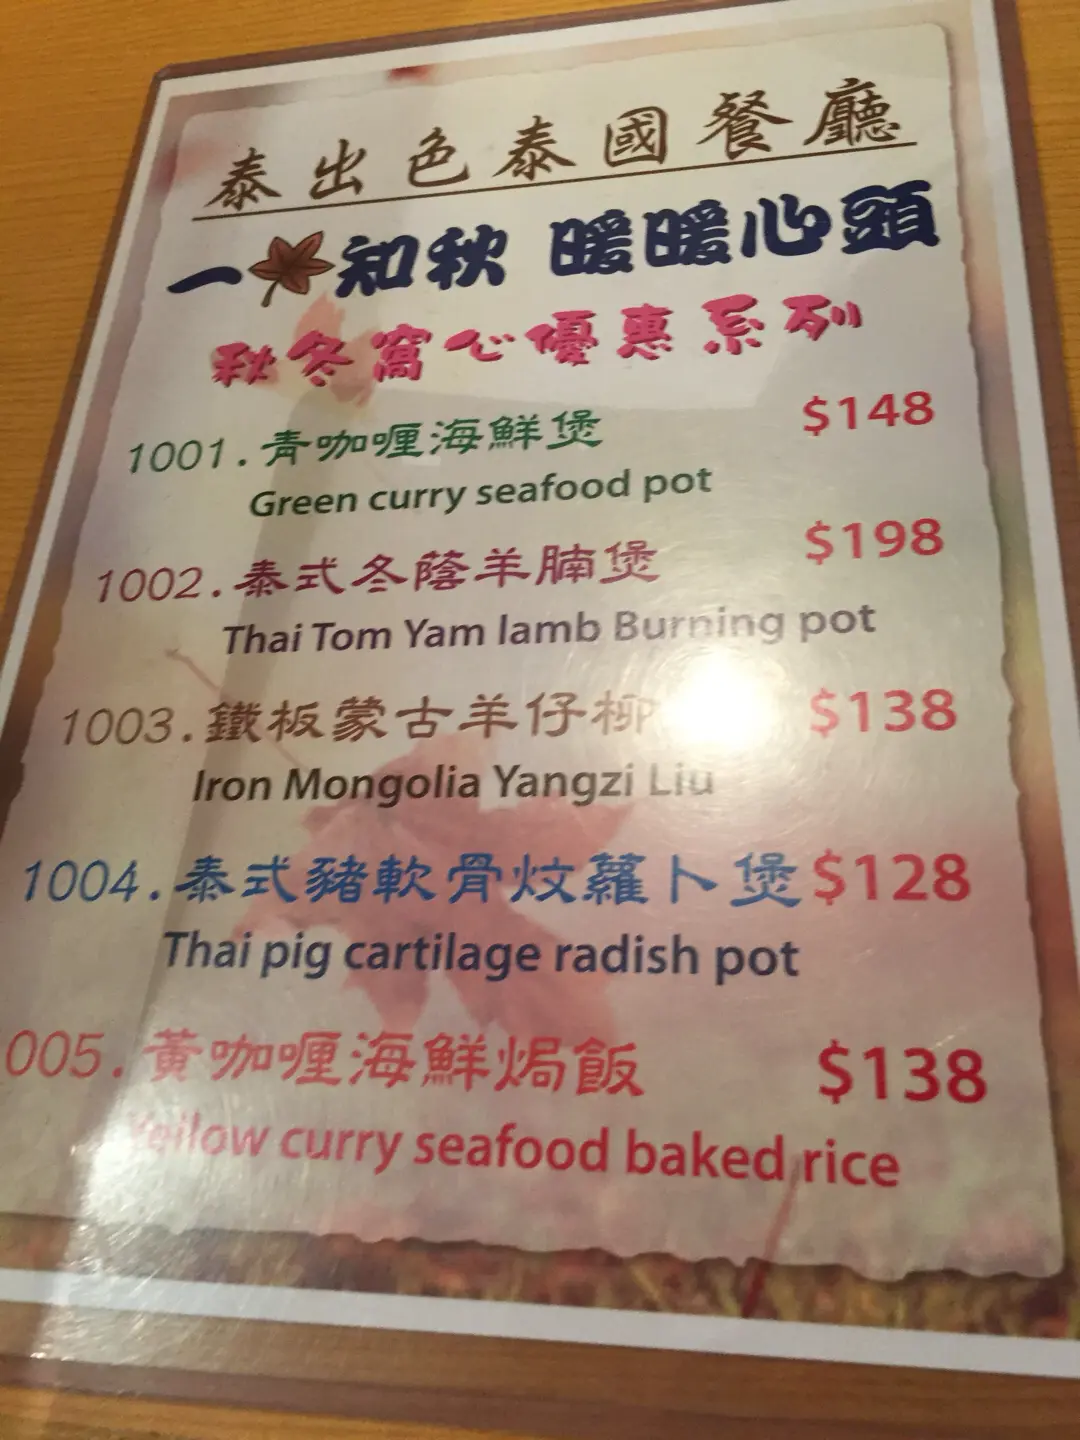 泰出色泰國餐廳
一知秋 暖暖心頭
秋冬窩心優惠系列
1001.青咖喱海鮮煲 $148
Green curry seafood pot
1002.泰式冬蔭羊腩煲 $198
Thai Tom Yam lamb Burning pot
1003.鐵板蒙古羊仔柳 $138
Iron Mongolia Yangzi Liu
1004.泰式豬軟骨炆蘿卜煲 $128
Thai pig cartilage radish pot
005.黃咖喱海鮮焗飯 $138
Yellow curry seafood baked rice